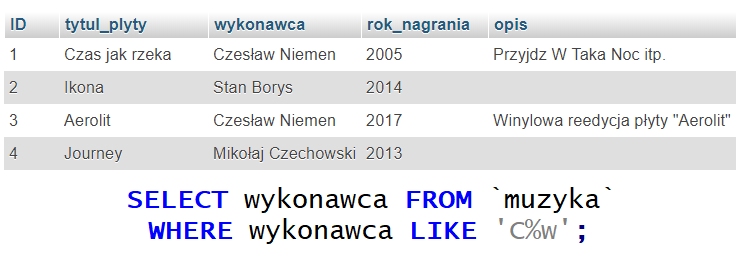 ID tytul_plyty wykonawca rok_nagrania opis
1 Czas jak rzeka Czesław Niemen 2005 Przyjdz W Taka Noc itp.
2 Ikona Stan Borys 2014
3 Aerolit Czesław Niemen 2017 Winylowa reedycja płyty "Aerolit"
4 Journey Mikołaj Czechowski 2013
SELECT wykonawca FROM `muzyka`
WHERE wykonawca LIKE 'C%w';